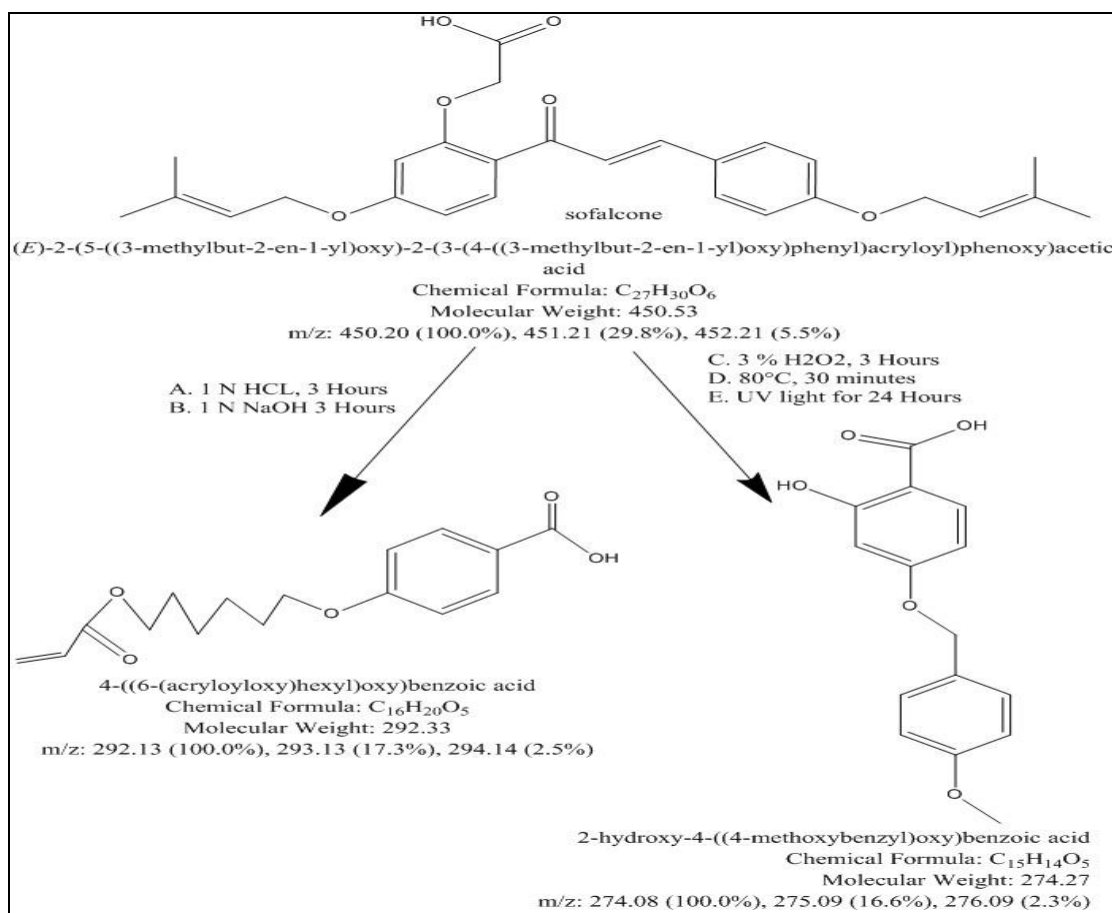 HO
O
O
O
O
O
sofalcone
(E)-2-(5-((3-methylbut-2-en-1-yl)oxy)-2-(3-(4-((3-methylbut-2-en-1-yl)oxy)phenyl)acryloyl)phenoxy)acetic
acid
Chemical Formula: C₂₇H₃₀O₆
Molecular Weight: 450.53
m/z: 450.20 (100.0%), 451.21 (29.8%), 452.21 (5.5%)
A. 1 N HCL, 3 Hours
B. 1 N NaOH 3 Hours
C. 3 % H2O2, 3 Hours
D. 80°C, 30 minutes
E. UV light for 24 Hours
O
OH
O
O
O
4-((6-(acryloyloxy)hexyl)oxy)benzoic acid
Chemical Formula: C₁₆H₂₀O₅
Molecular Weight: 292.33
m/z: 292.13 (100.0%), 293.13 (17.3%), 294.14 (2.5%)
O
OH
HO
O
O
2-hydroxy-4-((4-methoxybenzyl)oxy)benzoic acid
Chemical Formula: C₁₅H₁₄O₅
Molecular Weight: 274.27
m/z: 274.08 (100.0%), 275.09 (16.6%), 276.09 (2.3%)